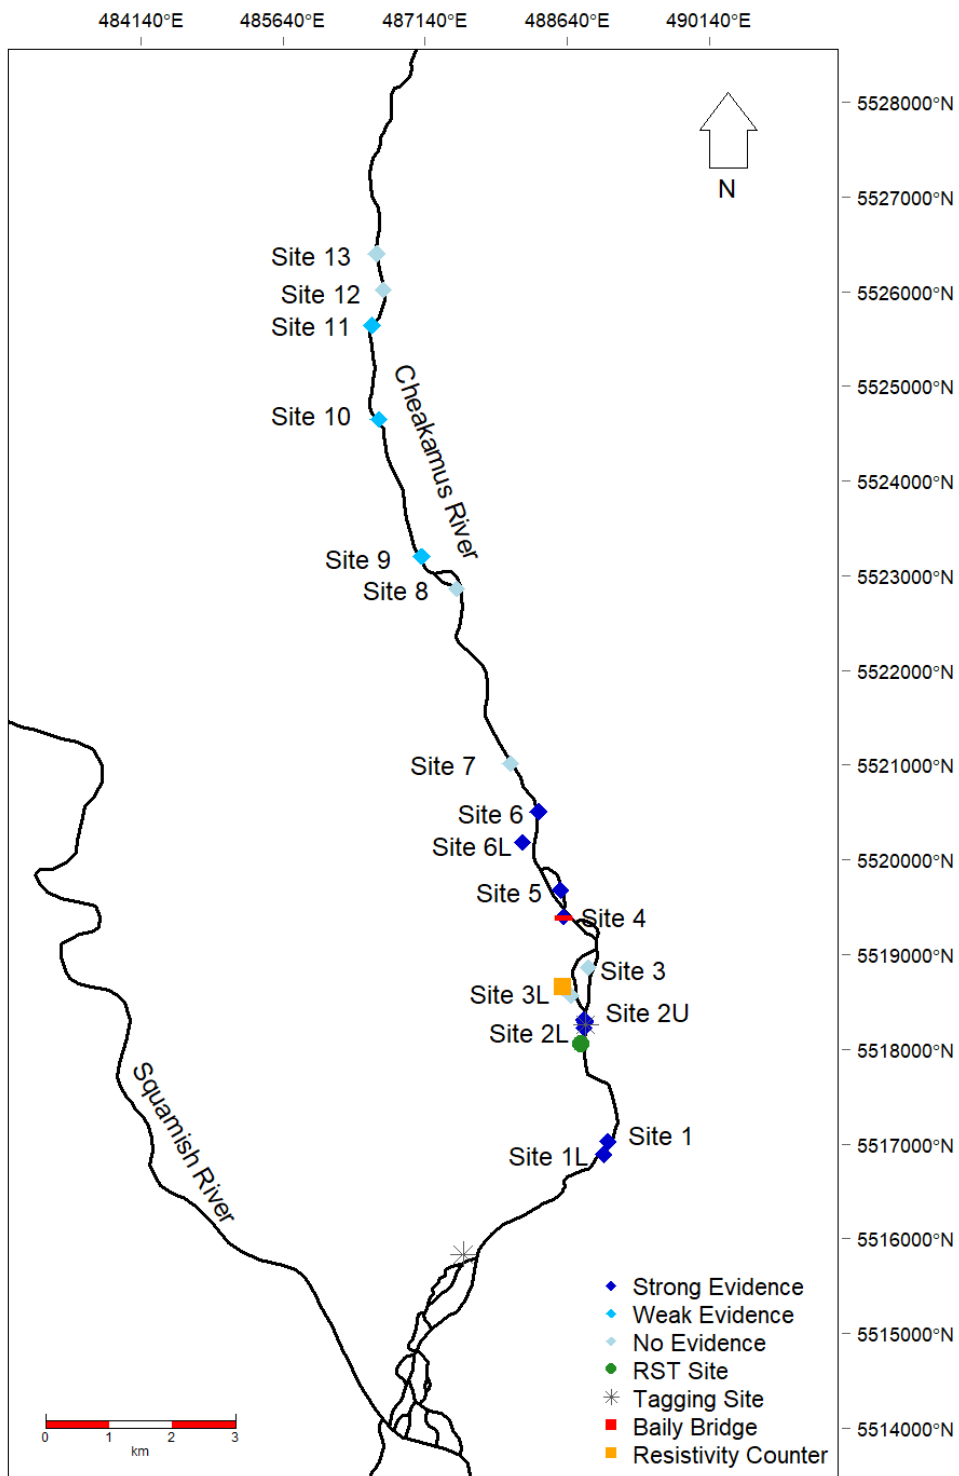 484140°E 485640°E 487140°E 488640°E 490140°E
5528000°N
N
5527000°N
Site 13
Site 12
5526000°N
Site 11
5525000°N
Cheakamus River
Site 10
5524000°N
Site 9
5523000°N
Site 8
5522000°N
5521000°N
Site 7
Site 6
Site 6L
5520000°N
Site 5
Site 4
5519000°N
Site 3
Site 3L
Site 2U
Site 2L
5518000°N
Squamish River
Site 1
5517000°N
Site 1L
5516000°N
Strong Evidence
Weak Evidence
5515000°N
No Evidence
RST Site
Tagging Site
Baily Bridge
5514000°N
Resistivity Counter
0 1 2 3
km